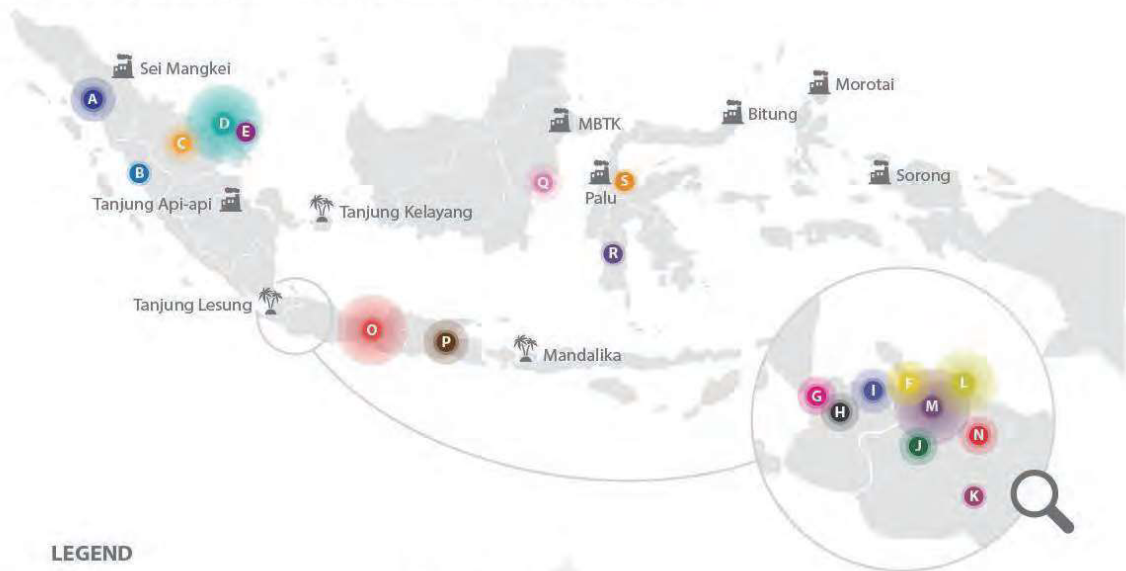 Morotai
Sei Mangkei
A
D
E
Bitung
MBTK
C
B
Q
S
Sorong
Palu
Tanjung Api-api
Tanjung Kelayang
R
Tanjung Lesung
O
P
Mandalika
G
H
I
F
L
M
J
N
K
LEGEND